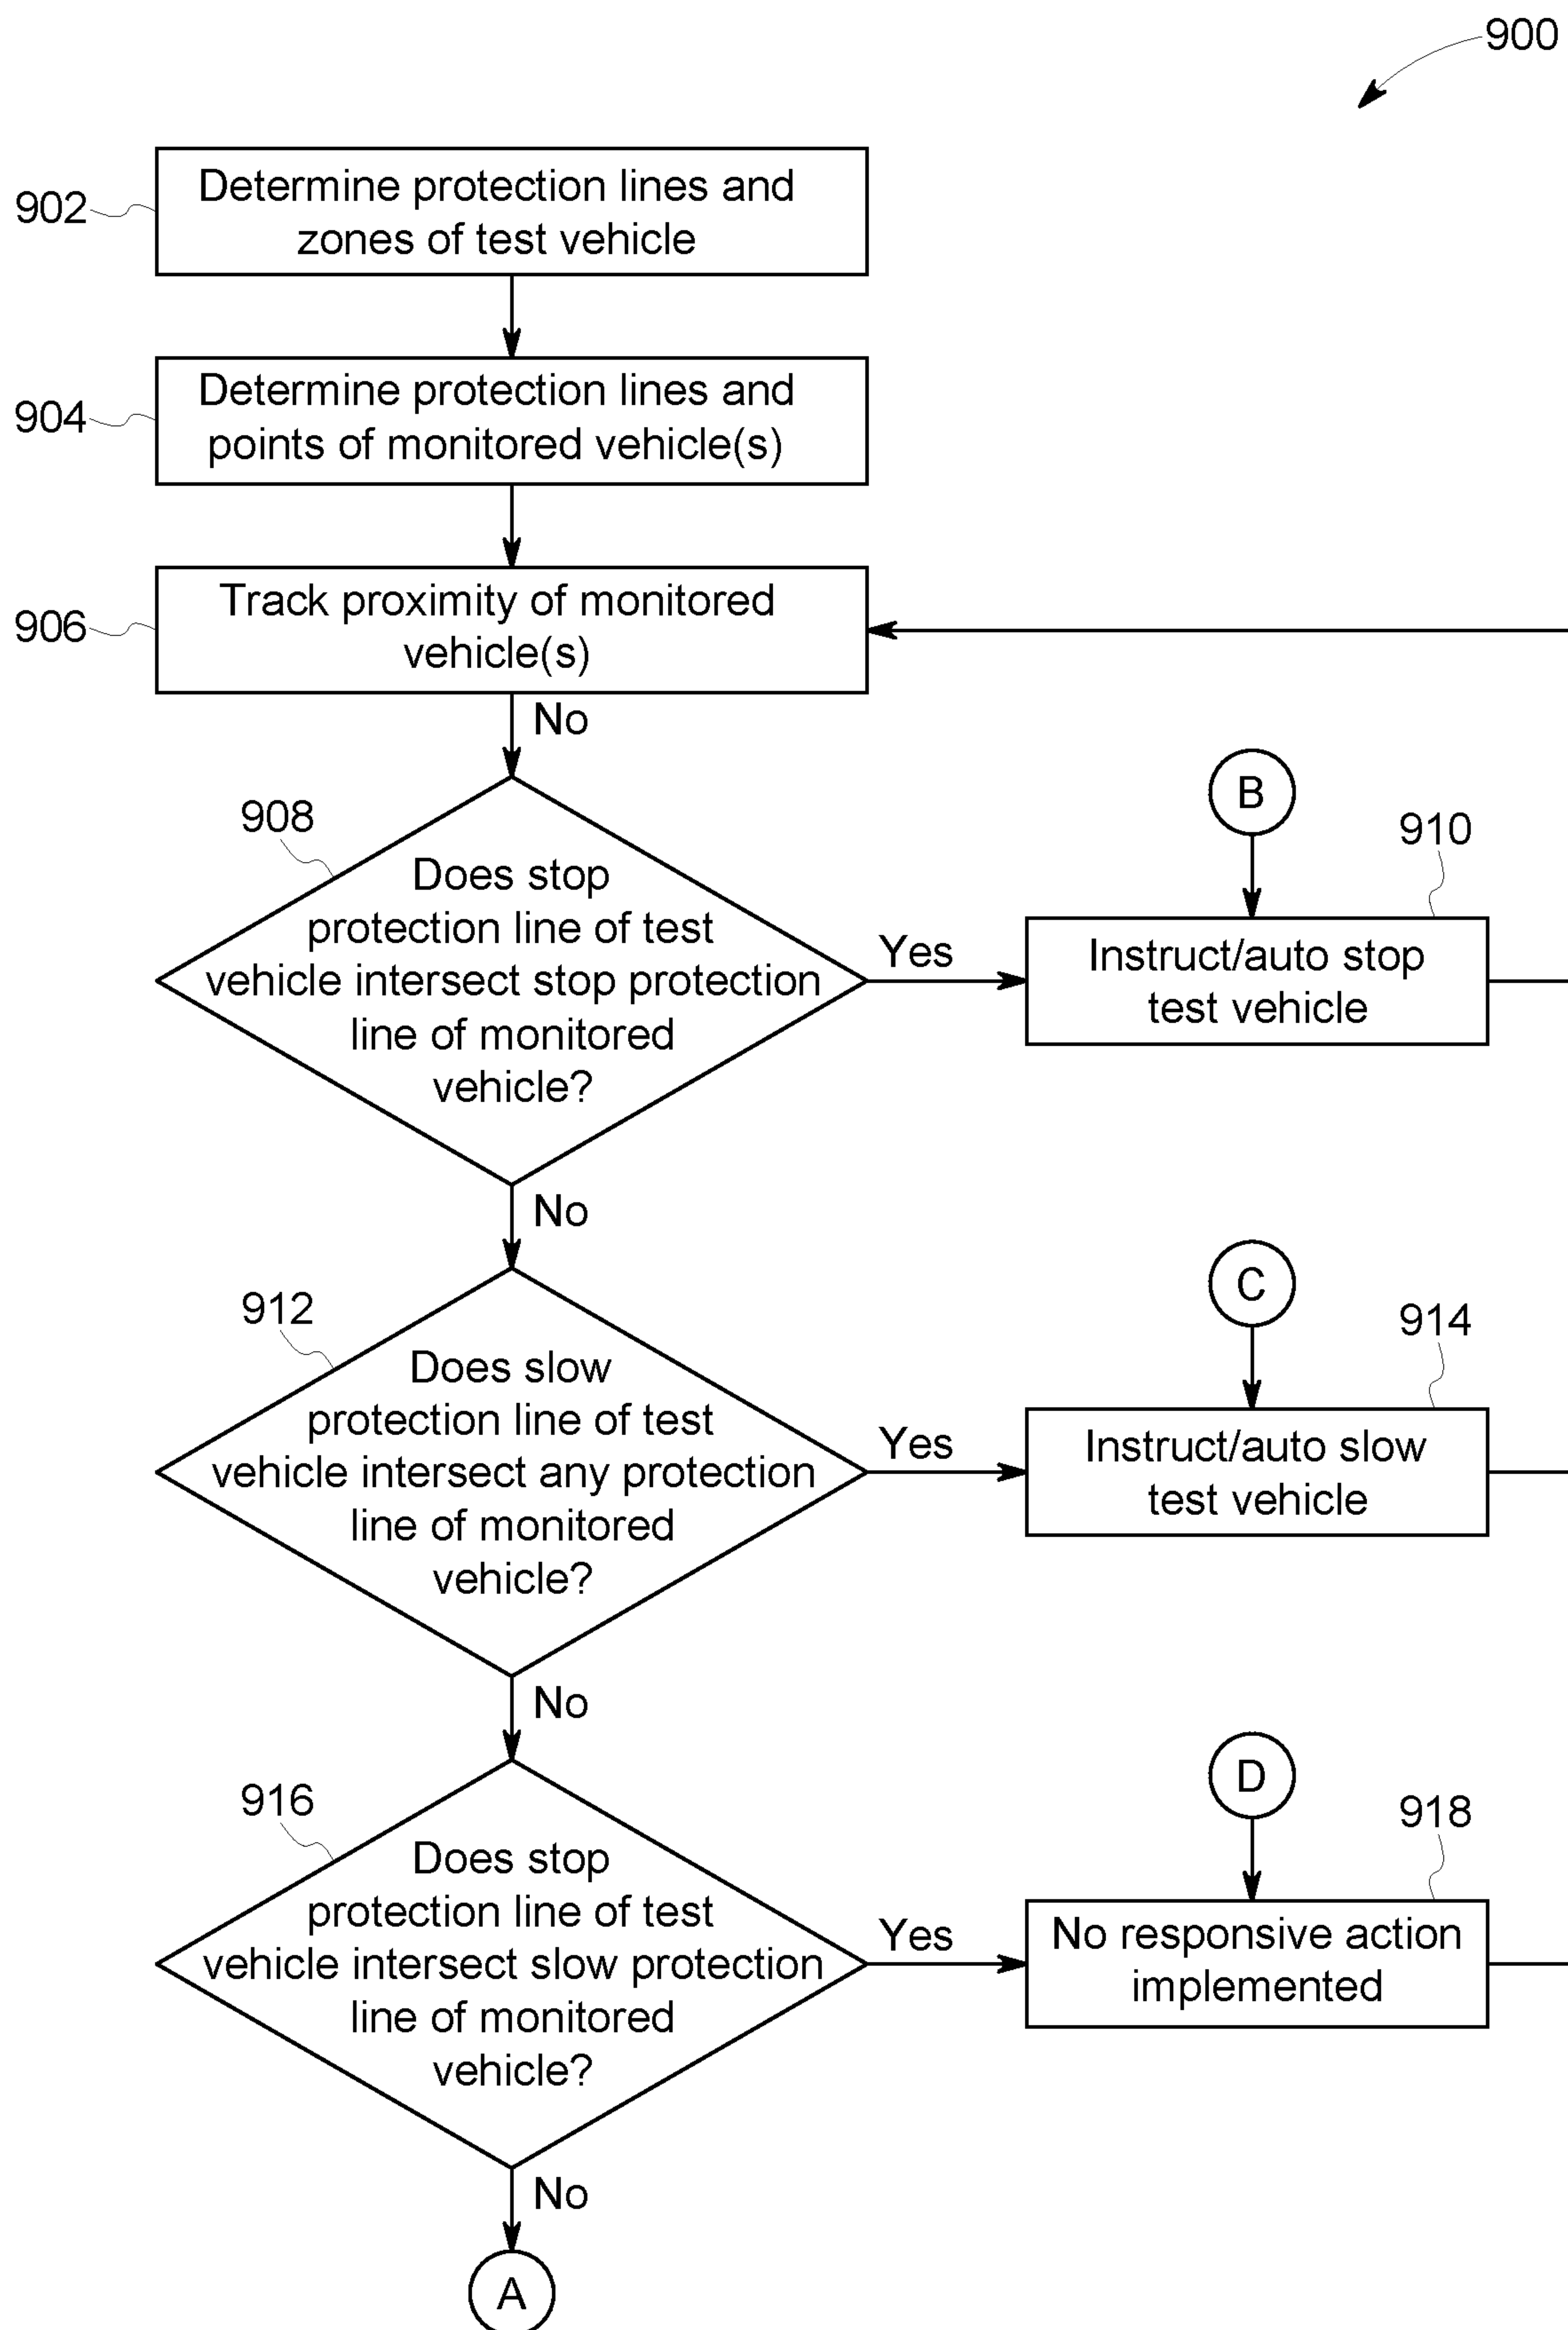 900
902
Determine protection lines and
zones of test vehicle
904
Determine protection lines and
points of monitored vehicle(s)
906
Track proximity of monitored
vehicle(s)
No
908
Does stop
protection line of test
vehicle intersect stop protection
line of monitored
vehicle?
Yes
B
910
Instruct/auto stop
test vehicle
No
912
Does slow
protection line of test
vehicle intersect any protection
line of monitored
vehicle?
Yes
C
914
Instruct/auto slow
test vehicle
No
916
Does stop
protection line of test
vehicle intersect slow protection
line of monitored
vehicle?
Yes
D
918
No responsive action
implemented
No
A